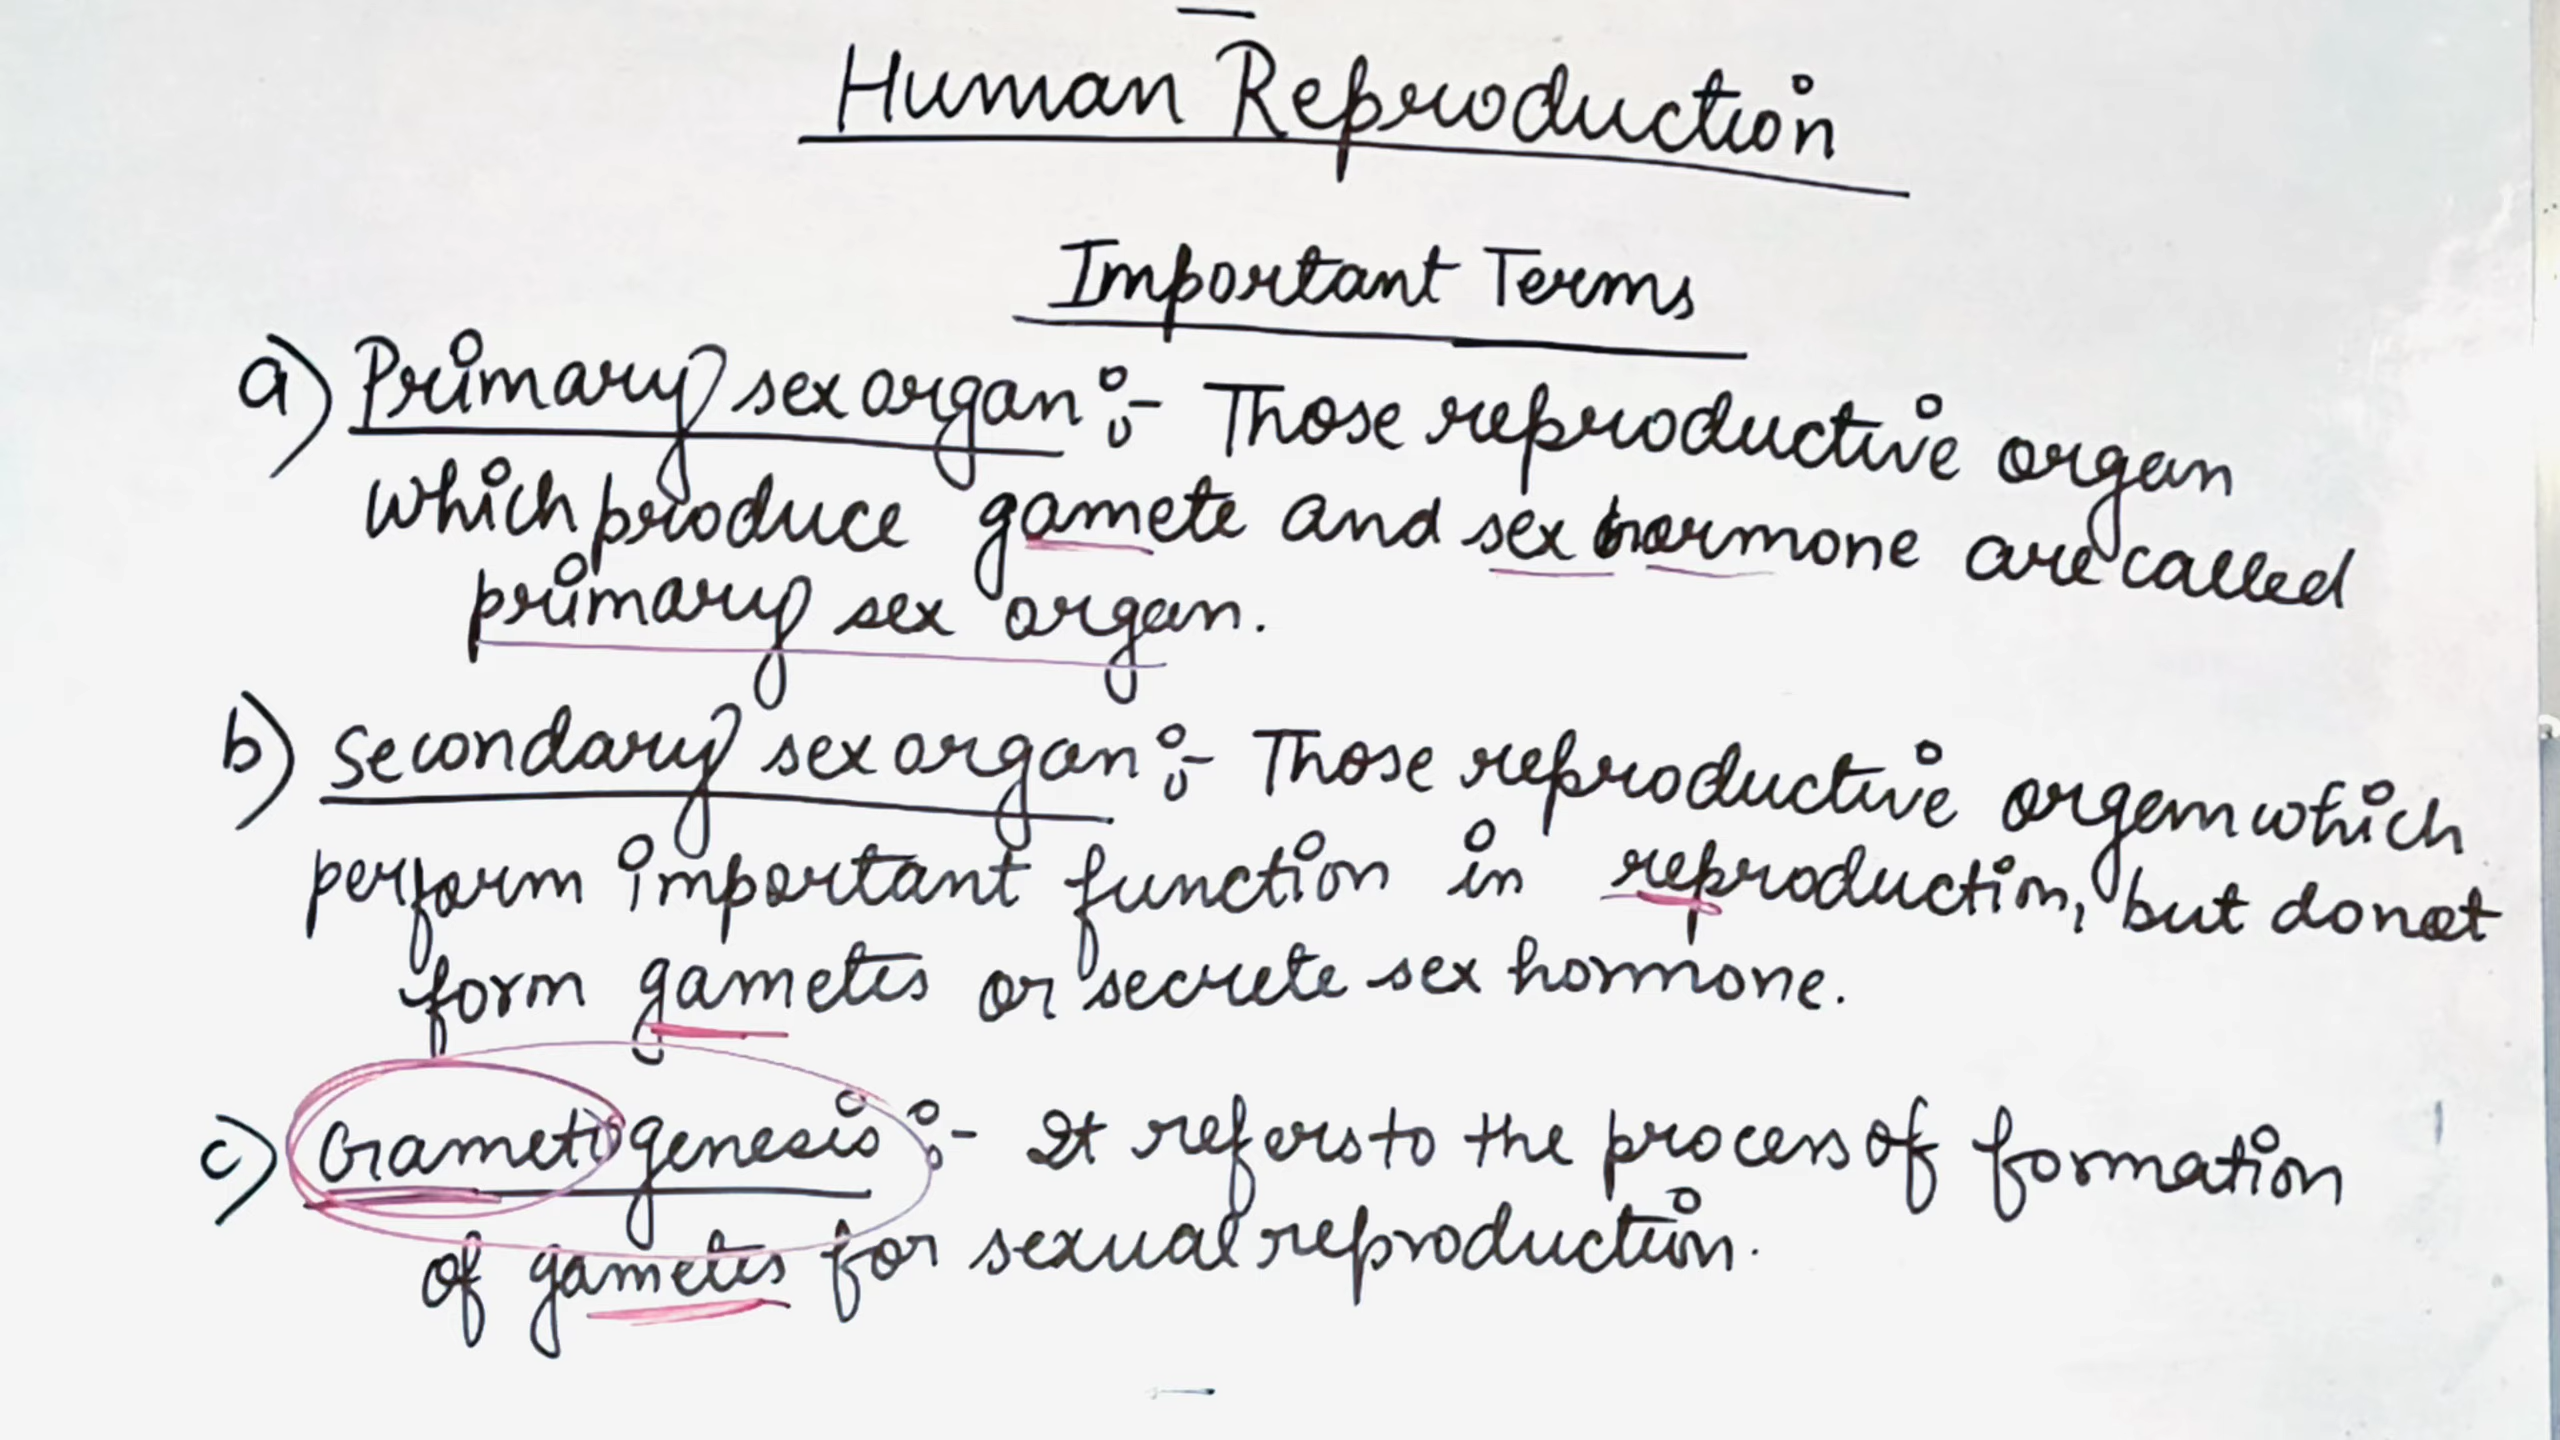 Human Reproduction
Important Terms
a) Primary sex organ :- Those reproductive organ
which produce gamete and sex hormone are called
primary sex organ.
b) Secondary sex organ :- Those reproductive organ which
perform important function in reproduction, but donot
form gametes or secrete sex hormone.
c) Gametogenesis :- It refers to the process of formation
of gametes for sexual reproduction.